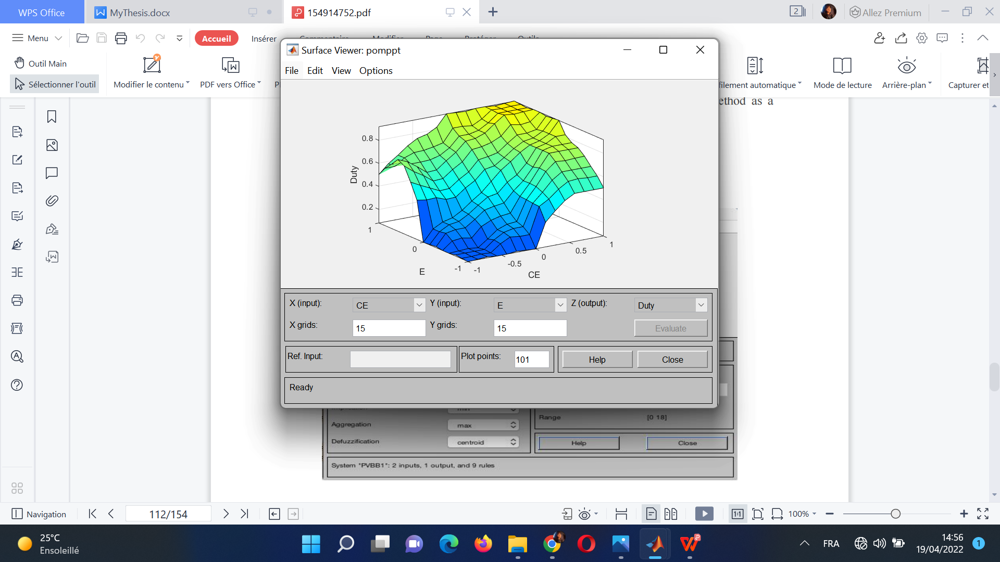 WPS Office
MyThesis.docx
154914752.pdf
2
Allez Premium
Menu
Accueil
Insérer
Outil Main
Sélectionner l'outil
Modifier le contenu
PDF vers Office
Mode de lecture
Arrière-plan
Capturer et
filement automatique
ethod as a
Surface Viewer: pomppt
File Edit View Options
0.8
0.6
0.4
0.2
Duty
1
0
-1
E
-1
-0.5
0
0.5
1
CE
X (input): CE Y (input): E Z (output): Duty
X grids: 15 Y grids: 15 Evaluate
Ref. Input: Plot points: 101 Help Close
Ready
Range [0 18]
Aggregation max
Defuzzification centroid
Help Close
System "PVBB1": 2 inputs, 1 output, and 9 rules
Navigation
112/154
1:1
100%
25°C
Ensoleillé
FRA
14:56
19/04/2022
1